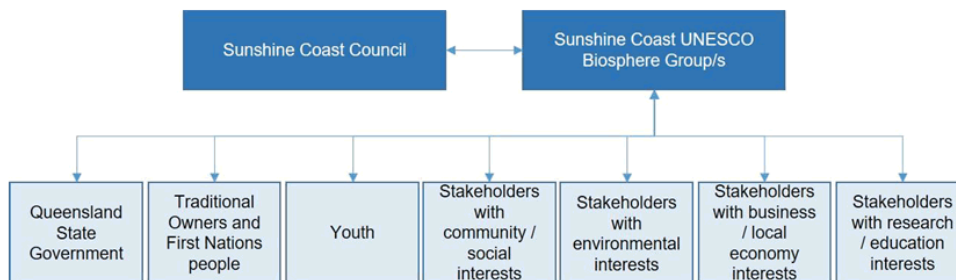 Sunshine Coast Council
Sunshine Coast UNESCO
Biosphere Group/s
Queensland
State
Government
Traditional
Owners and
First Nations
people
Youth
Stakeholders
with
community /
social
interests
Stakeholders
with
environmental
interests
Stakeholders
with business
/ local
economy
interests
Stakeholders
with research
/ education
interests